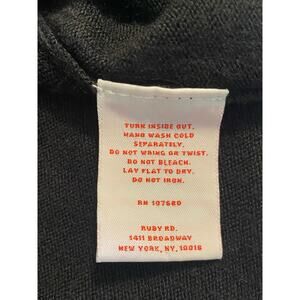 TURN INSIDE OUT.
HAND WASH COLD
SEPARATELY.
DO NOT WRING OR TWIST.
DO NOT BLEACH.
LAY FLAT TO DRY.
DO NOT IRON.
RN 107680
RUBY RD.
1411 BROADWAY
NEW YORK, NY, 10018